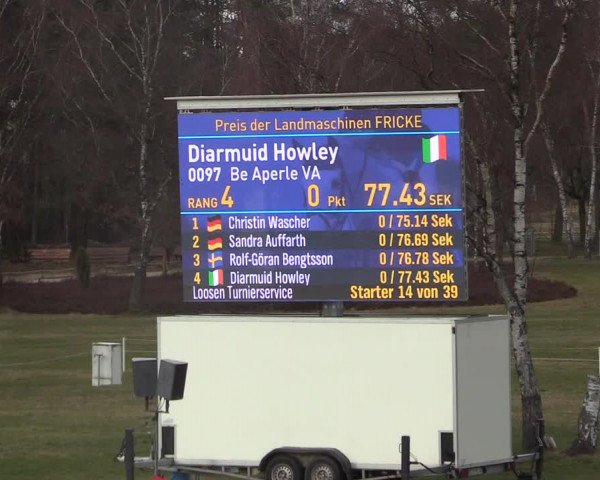 Preis der Landmaschinen FRICKE
Diarmuid Howley
0097 Be Aperle VA
RANG 4 0 Pkt 77.43 SEK
1 Christin Wascher 0 / 75.14 Sek
2 Sandra Auffarth 0 / 76.69 Sek
3 Rolf-Göran Bengtsson 0 / 76.78 Sek
4 Diarmuid Howley 0 / 77.43 Sek
Loosen Turnierservice Starter 14 von 39